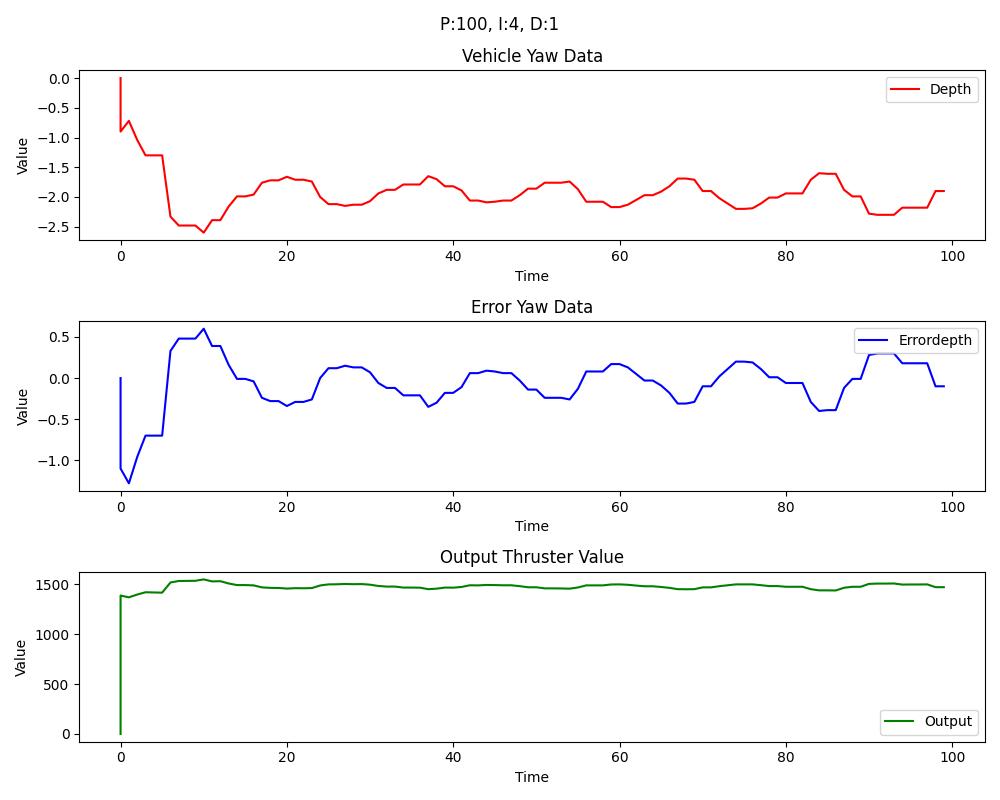 P:100, I:4, D:1
Vehicle Yaw Data
Depth
0.0
−0.5
−1.0
−1.5
−2.0
−2.5
Value
0 20 40 60 80 100
Time
Error Yaw Data
Errordepth
0.5
0.0
−0.5
−1.0
Value
0 20 40 60 80 100
Time
Output Thruster Value
1500
1000
500
0
Value
Output
0 20 40 60 80 100
Time